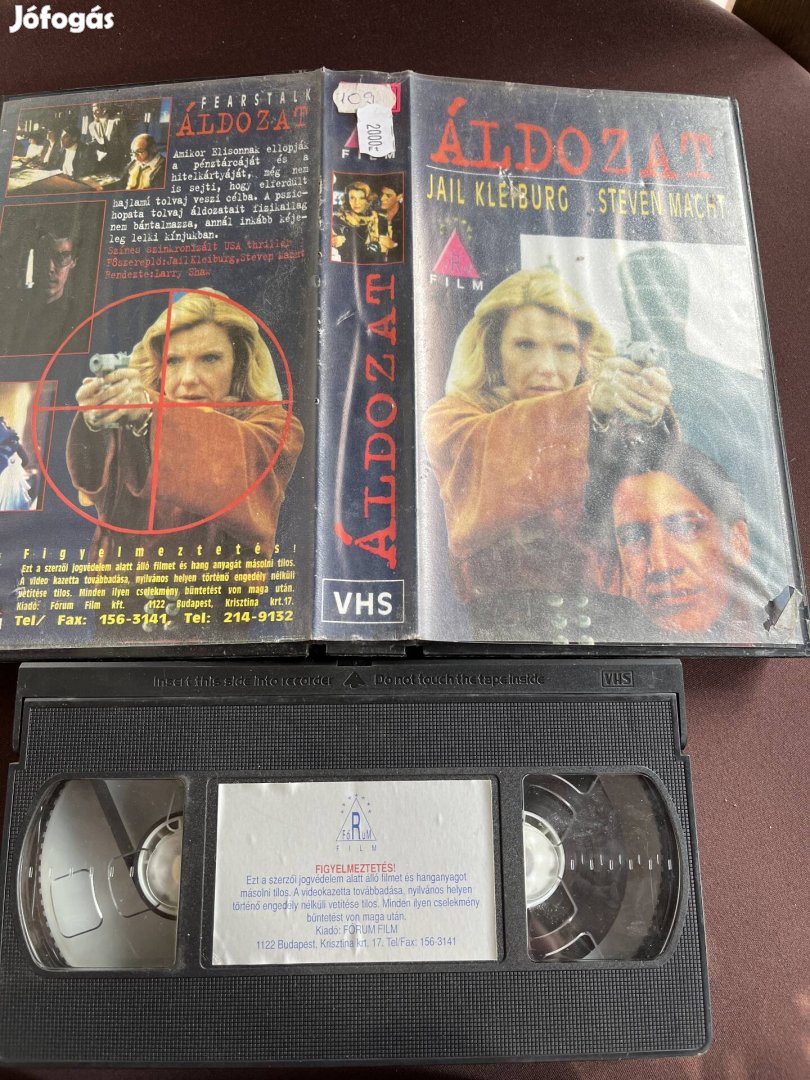 Jófogás
FEARSTALK
ÁLDOZAT
Amikor Elisonnak ellopják
a pénztárcáját és a
hitelkártyáját, még nem
is sejti, hogy elferdült
hajlamú tolvaj veszi célba. A pszic-
hopata tolvaj áldozatait fizikailag
nem bántalmazza, annál inkább kéje-
leg lelki kínjukban.
Színes szinkronizált USA thriller
Főszereplő:Jail Kleiburg,Steven Macht
Rendezte:Larry Shaw
Figyelmeztetés!
Ezt a szerzői jogvédelem alatt álló filmet és hang anyagát másolni tilos.
A video kazetta továbbadása, nyilvános helyen történő engedély nélküli
vetítése tilos. Minden ilyen cselekmény büntetést von maga után.
Kiadó: Fórum Film kft. 1122 Budapest, Krisztina krt.17.
Tel/ Fax: 156-3141, Tel: 214-9132
109
2000
FILM
ÁLDOZAT
VHS
ÁLDOZAT
JAIL KLEIBURG STEVEN MACHT
R
FILM
Insert this side into recorder Do not touch the tape inside VHS
FóRuM
FILM
FIGYELMEZTETÉS!
Ezt a szerzői jogvédelem alatt álló filmet és hanganyagot
másolni tilos. A videokazetta továbbadása, nyilvános helyen
történő engedély nélküli vetítése tilos. Minden ilyen cselekmény
büntetést von maga után.
Kiadó: FÓRUM FILM
1122 Budapest, Krisztina krt. 17. Tel/Fax: 156-3141